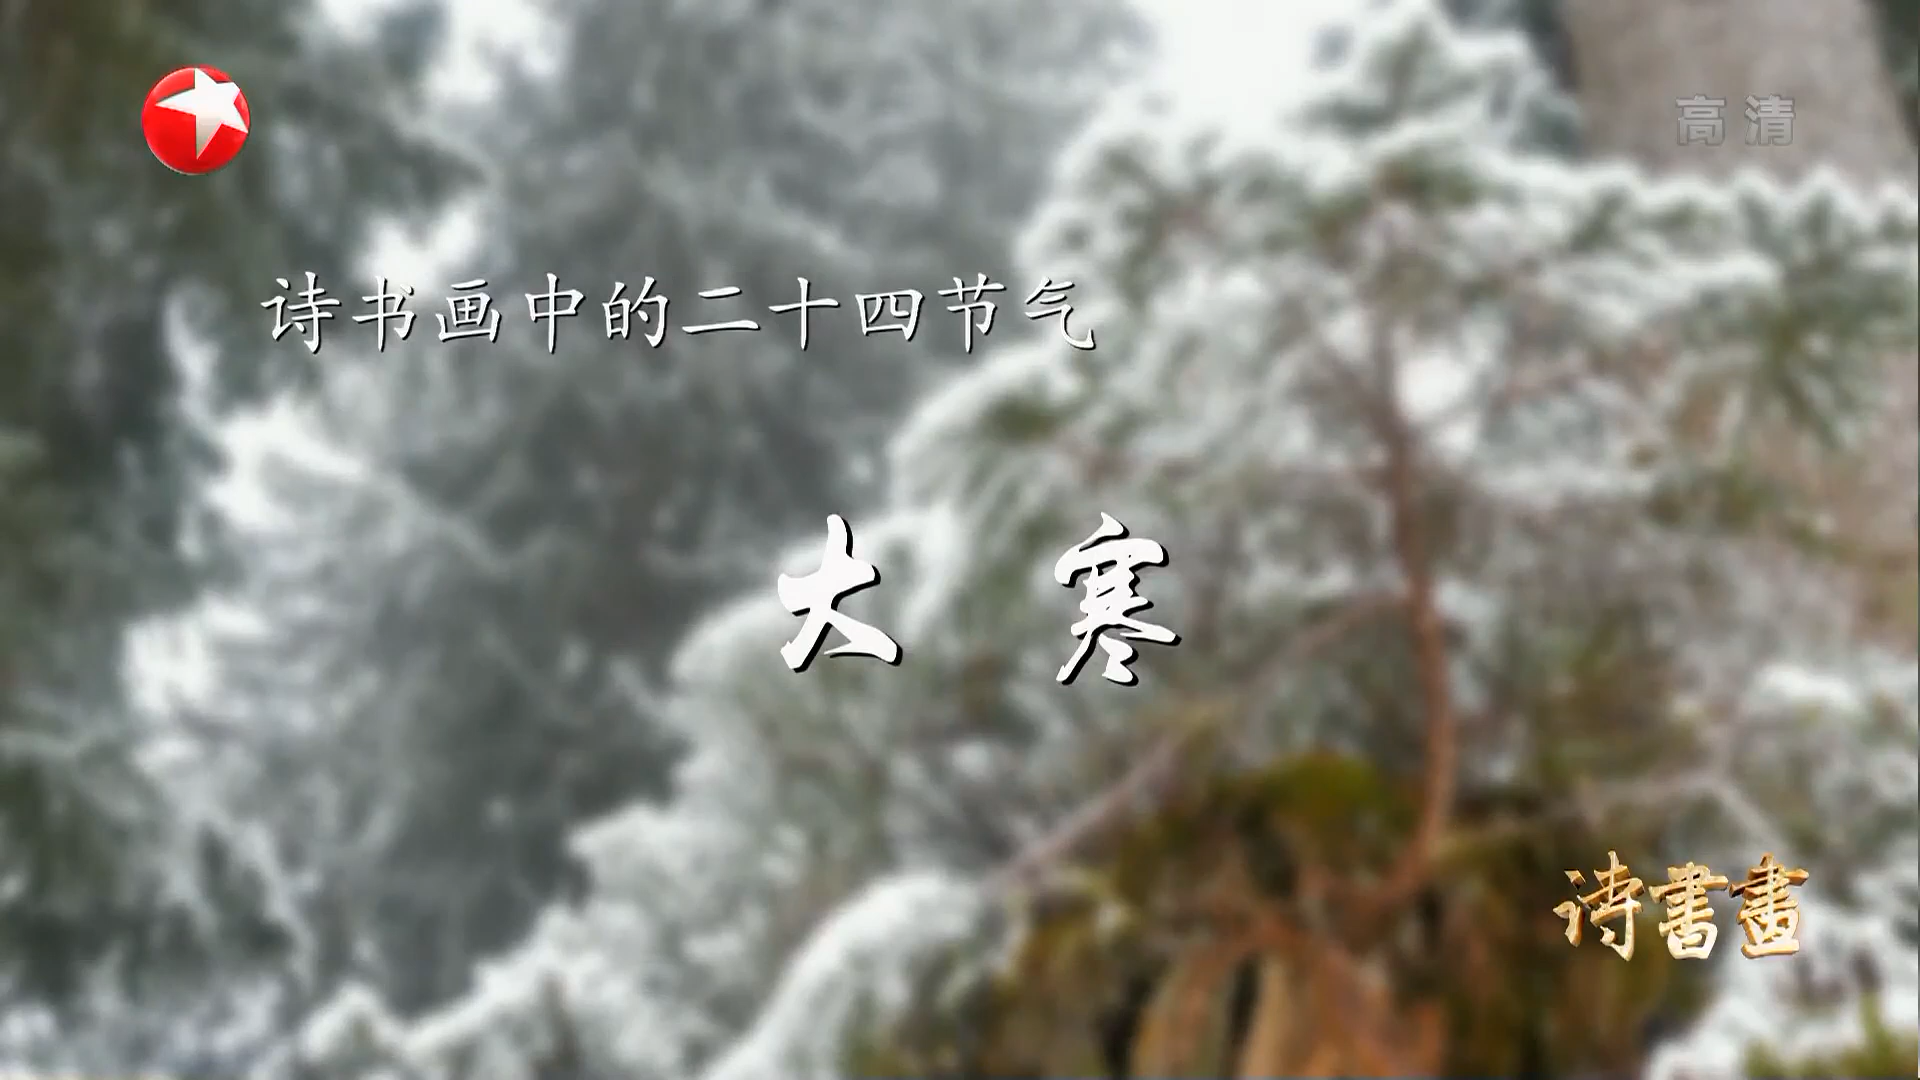 高清
诗书画中的二十四节气
大寒
诗書畫